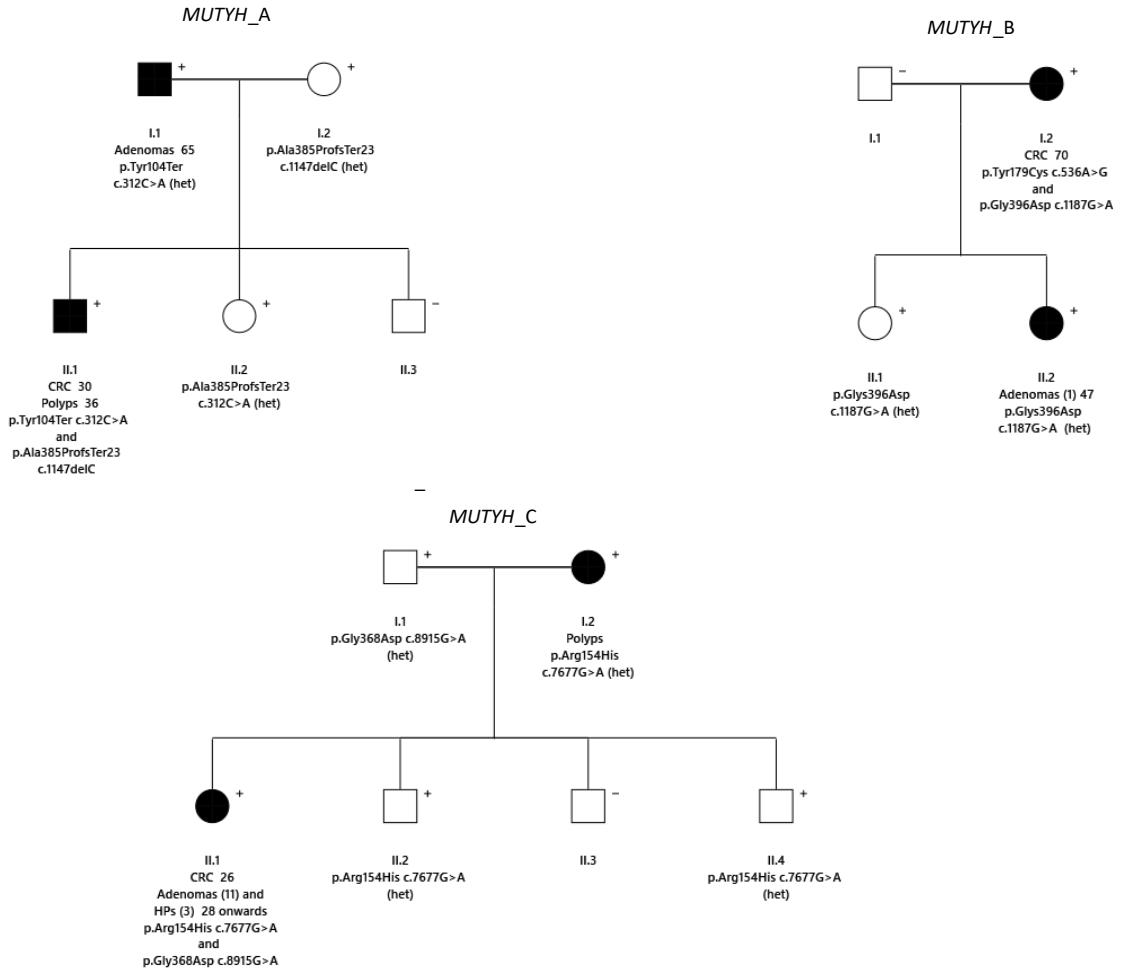 MUTYH_A
+
+
I.1
Adenomas 65
p.Tyr104Ter
c.312C>A (het)
I.2
p.Ala385ProfsTer23
c.1147delC (het)
+
+
-
II.1
CRC 30
Polyps 36
p.Tyr104Ter c.312C>A
and
p.Ala385ProfsTer23
c.1147delC
II.2
p.Ala385ProfsTer23
c.312C>A (het)
II.3
MUTYH_B
-
+
I.1
I.2
CRC 70
p.Tyr179Cys c.536A>G
and
p.Gly396Asp c.1187G>A
+
+
II.1
p.Glys396Asp
c.1187G>A (het)
II.2
Adenomas (1) 47
p.Glys396Asp
c.1187G>A (het)
_
MUTYH_C
+
+
I.1
p.Gly368Asp c.8915G>A
(het)
I.2
Polyps
p.Arg154His
c.7677G>A (het)
+
+
-
+
II.1
CRC 26
Adenomas (11) and
HPs (3) 28 onwards
p.Arg154His c.7677G>A
and
p.Gly368Asp c.8915G>A
II.2
p.Arg154His c.7677G>A
(het)
II.3
II.4
p.Arg154His c.7677G>A
(het)